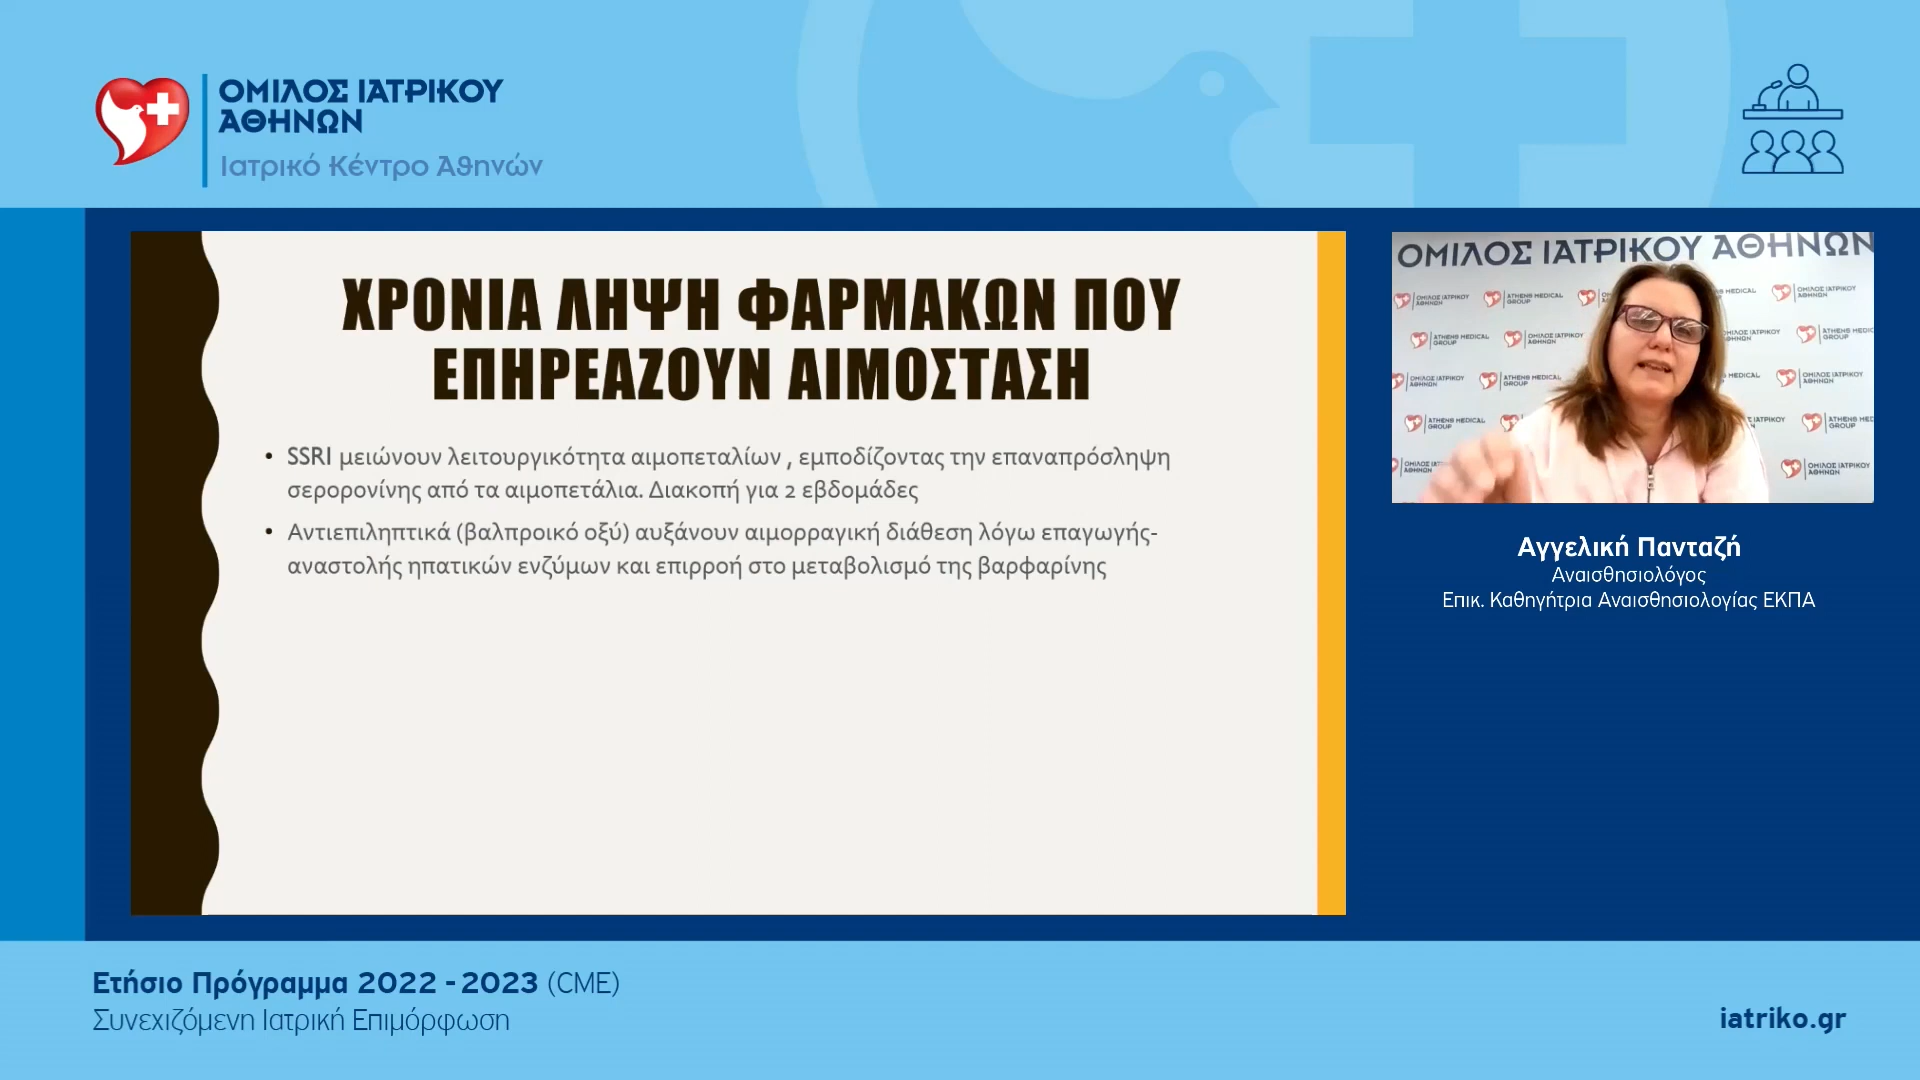 ΟΜΙΛΟΣ ΙΑΤΡΙΚΟΥ
ΑΘΗΝΩΝ
Ιατρικό Κέντρο Αθηνών
ΧΡΟΝΙΑ ΛΗΨΗ ΦΑΡΜΑΚΩΝ ΠΟΥ
ΕΠΗΡΕΑΖΟΥΝ ΑΙΜΟΣΤΑΣΗ
• SSRI μειώνουν λειτουργικότητα αιμοπεταλίων , εμποδίζοντας την επαναπρόσληψη
σερορονίνης από τα αιμοπετάλια. Διακοπή για 2 εβδομάδες
• Αντιεπιληπτικά (βαλπροικό οξύ) αυξάνουν αιμορραγική διάθεση λόγω επαγωγής-
αναστολής ηπατικών ενζύμων και επιρροή στο μεταβολισμό της βαρφαρίνης
ΟΜΙΛΟΣ ΙΑΤΡΙΚΟΥ ΑΘΗΝΩΝ
Αγγελική Πανταζή
Αναισθησιολόγος
Επικ. Καθηγήτρια Αναισθησιολογίας ΕΚΠΑ
Ετήσιο Πρόγραμμα 2022 - 2023 (CME)
Συνεχιζόμενη Ιατρική Επιμόρφωση
iatriko.gr